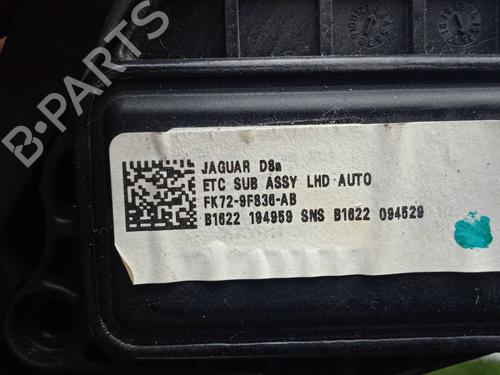 B-PARTS
JAGUAR D8a
ETC SUB ASSY LHD AUTO
FK72-9F836-AB
B1622 194959 SNS B1622 094529